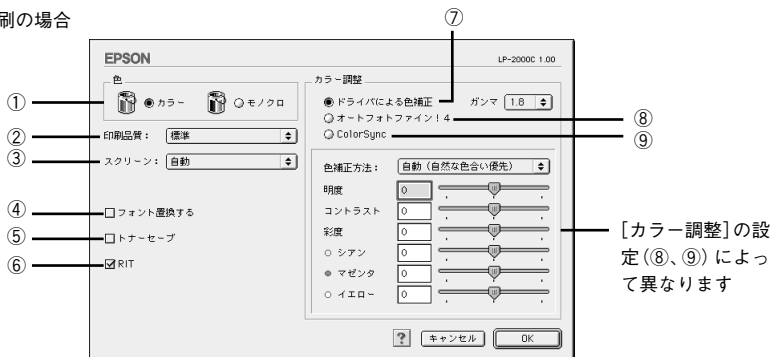 刷の場合
⑦
EPSON
LP-2000C 1.00
色
カラー調整
①
カラー
モノクロ
ドライバによる色補正
ガンマ 1.8
オートフォトファイン！4
⑧
ColorSync
⑨
②
印刷品質： 標準
③
スクリーン： 自動
色補正方法： 自動（自然な色合い優先）
明度 0
④
フォント置換する
コントラスト 0
⑤
トナーセーブ
彩度 0
⑥
RIT
シアン 0
マゼンタ 0
イエロー 0
［カラー調整］の設
定（⑧、⑨）によっ
て異なります
?
キャンセル
OK